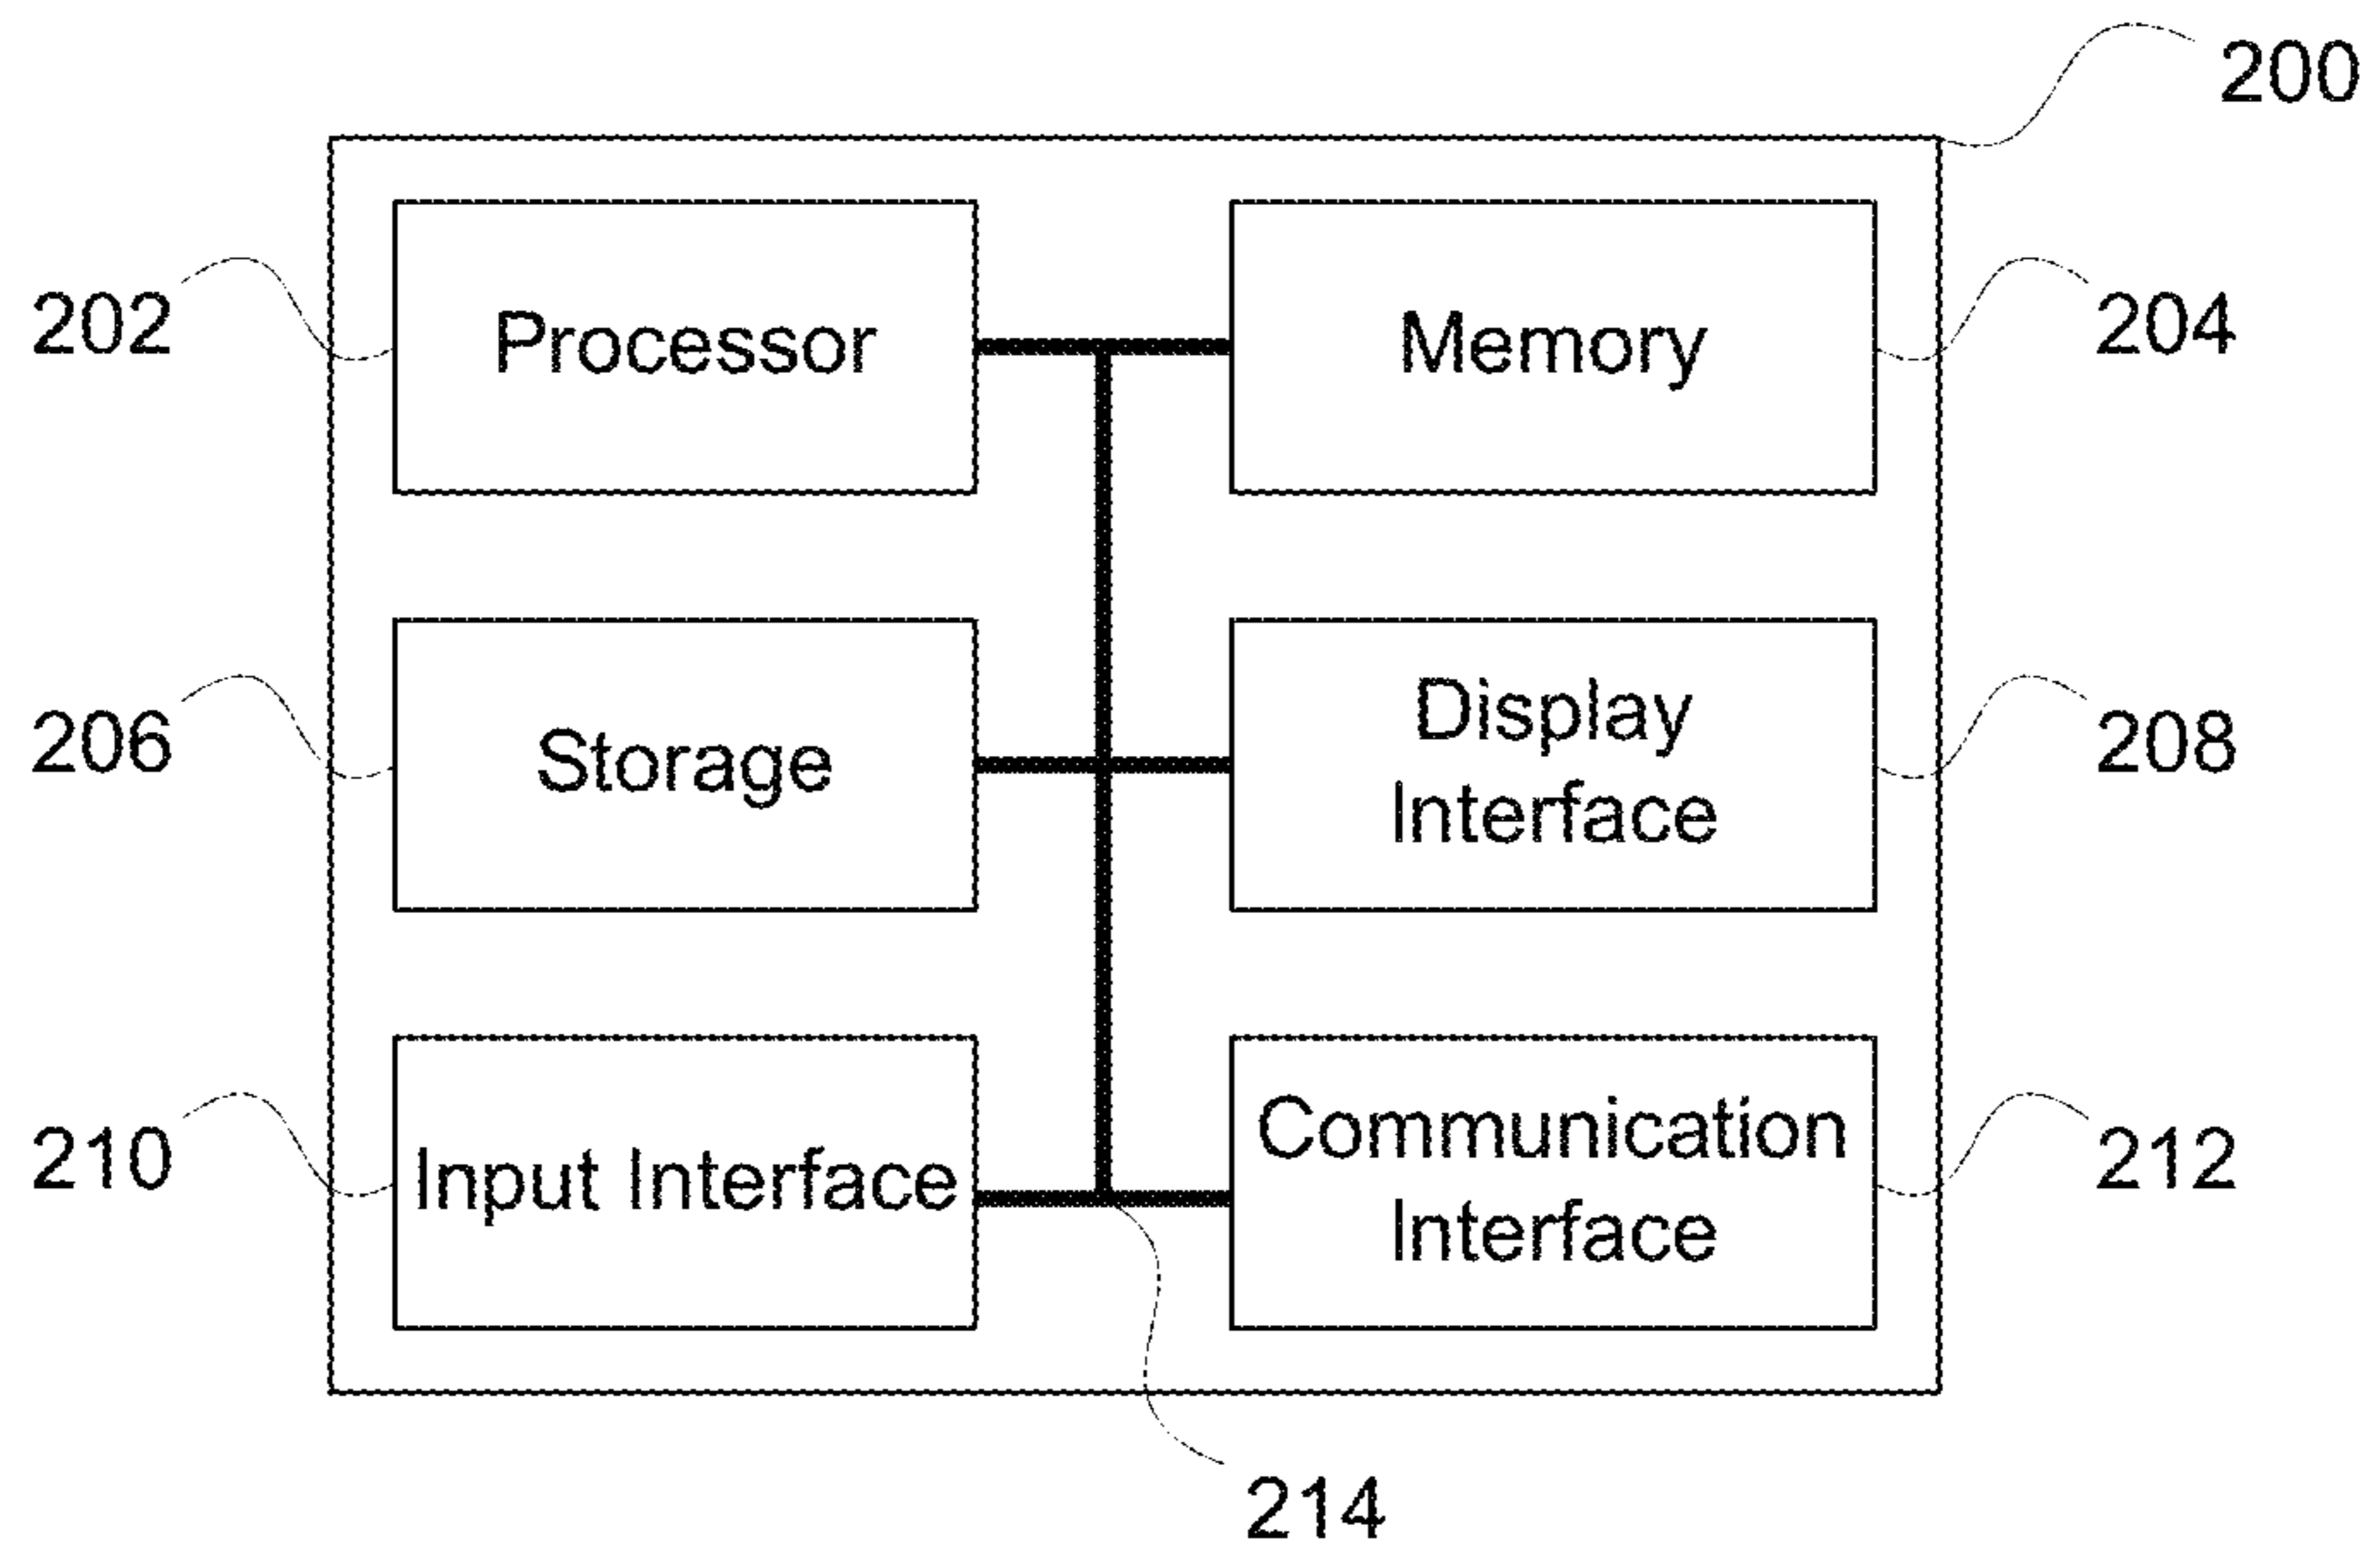 200
202
Processor
Memory
204
206
Storage
Display
Interface
208
210
Input Interface
Communication
Interface
212
214